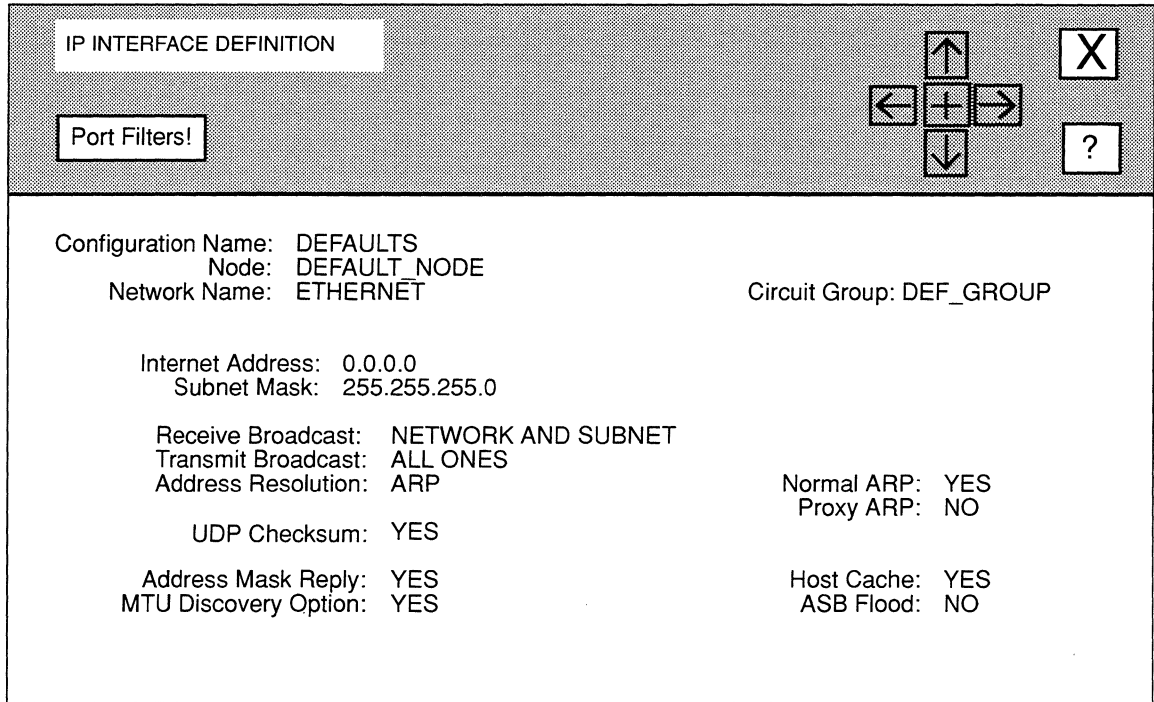 IP INTERFACE DEFINITION
X
Port Filters!
?
Configuration Name: DEFAULTS
Node: DEFAULT_NODE
Network Name: ETHERNET
Circuit Group: DEF_GROUP
Internet Address: 0.0.0.0
Subnet Mask: 255.255.255.0
Receive Broadcast: NETWORK AND SUBNET
Transmit Broadcast: ALL ONES
Address Resolution: ARP
Normal ARP: YES
Proxy ARP: NO
UDP Checksum: YES
Address Mask Reply: YES
Host Cache: YES
MTU Discovery Option: YES
ASB Flood: NO